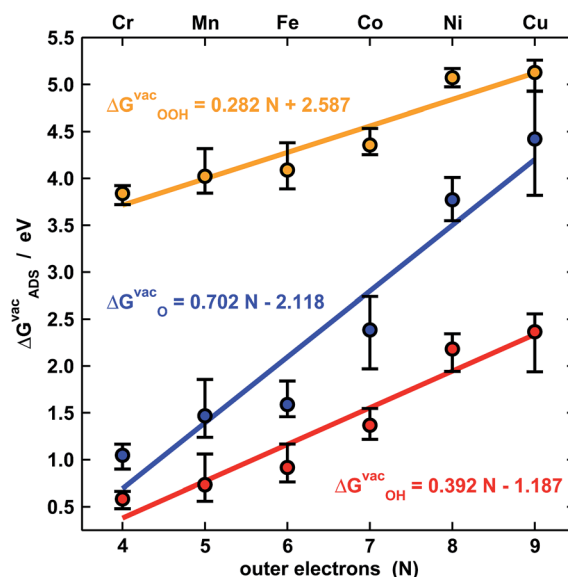 Cr Mn Fe Co Ni Cu
5.5
5.0
4.5
4.0
3.5
3.0
2.5
2.0
1.5
1.0
0.5
ΔG^vac_ADS / eV
ΔG^vac_OOH = 0.282 N + 2.587
ΔG^vac_O = 0.702 N - 2.118
ΔG^vac_OH = 0.392 N - 1.187
4 5 6 7 8 9
outer electrons (N)